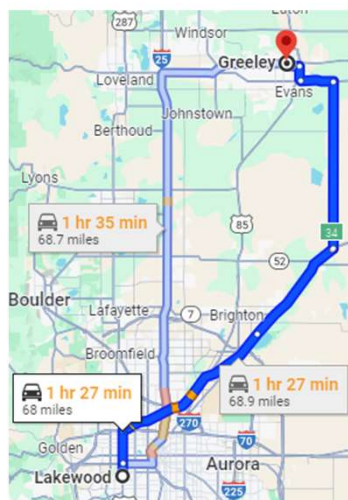 Eaton
287
Windsor
25
Greeley
Loveland
Evans
Johnstown
Berthoud
Lyons
1 hr 35 min
68.7 miles
85
34
52
Boulder
Lafayette
7
Brighton
Broomfield
1 hr 27 min
68 miles
1 hr 27 min
68.9 miles
270
Golden
70
Lakewood
Aurora
225